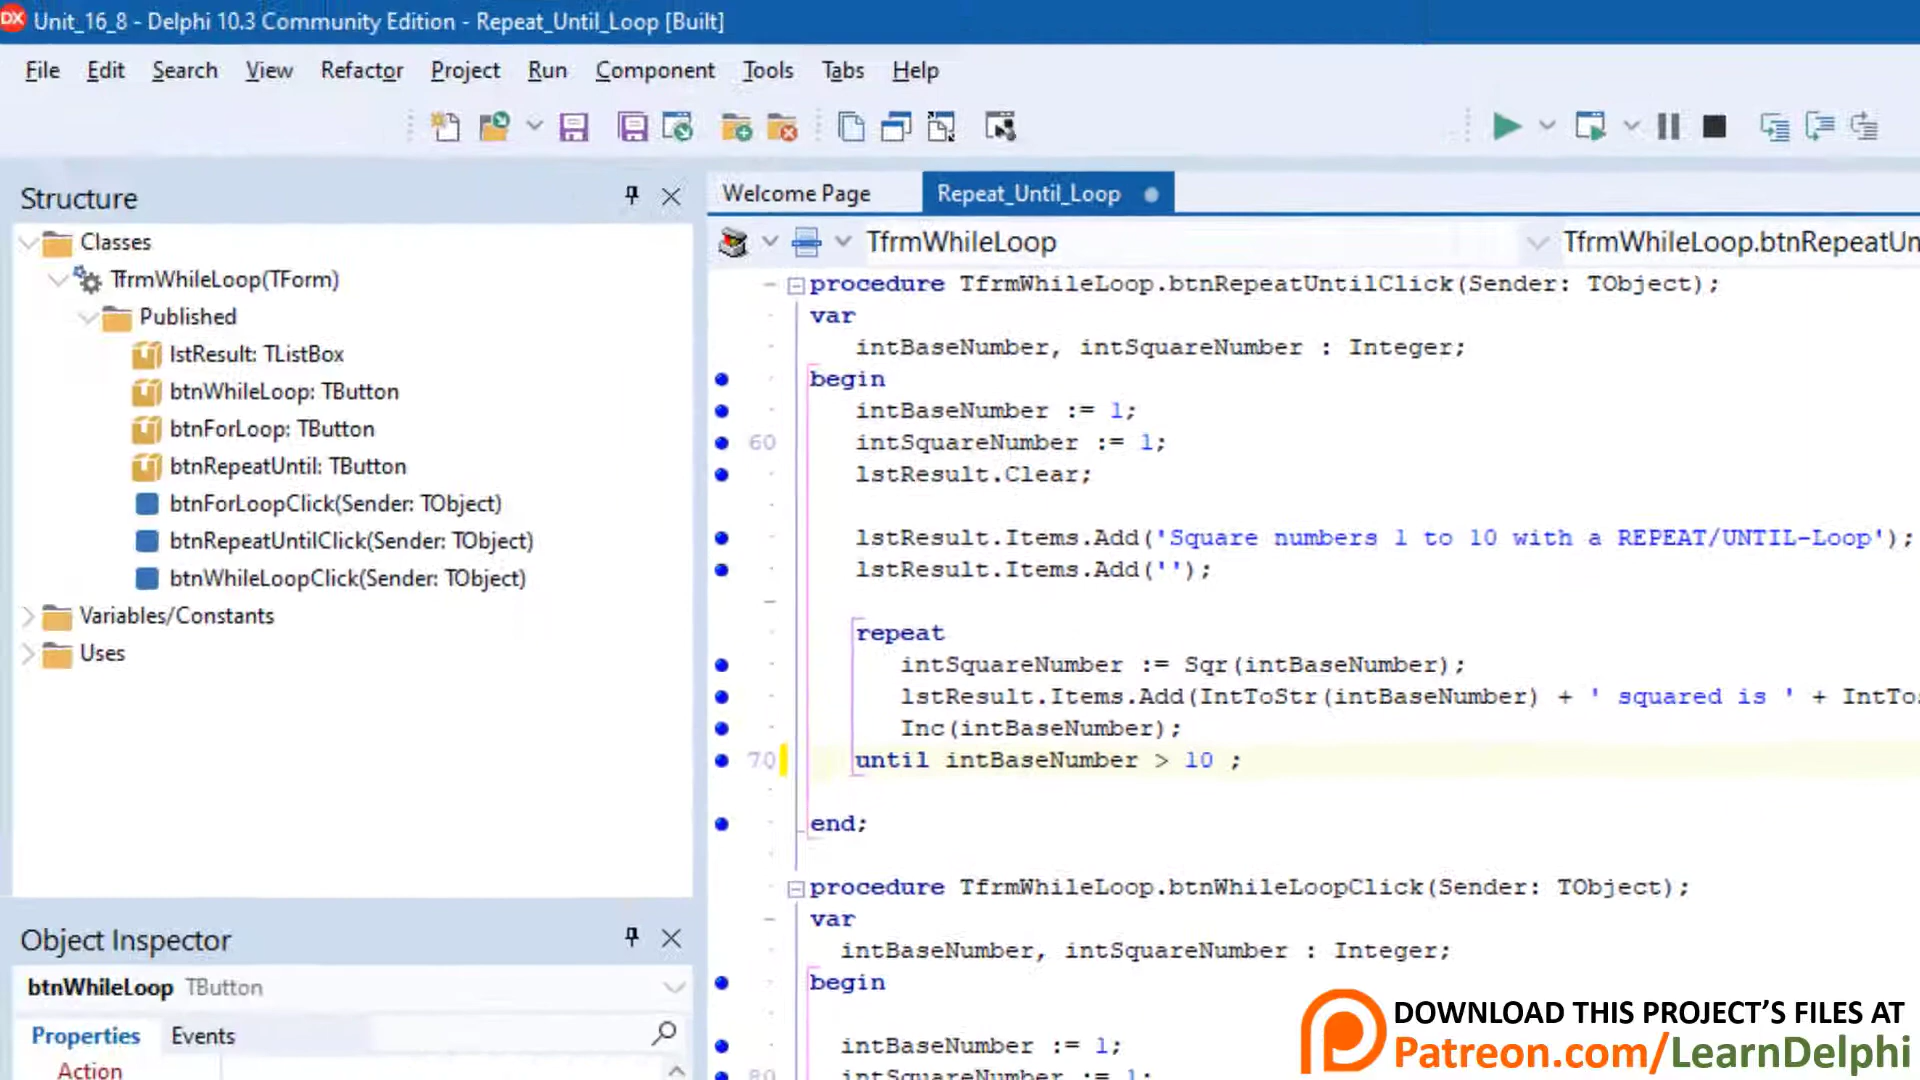 Unit_16_8 - Delphi 10.3 Community Edition - Repeat_Until_Loop [Built]
File Edit Search View Refactor Project Run Component Tools Tabs Help
Structure
Classes
TfrmWhileLoop(TForm)
Published
lstResult: TListBox
btnWhileLoop: TButton
btnForLoop: TButton
btnRepeatUntil: TButton
btnForLoopClick(Sender: TObject)
btnRepeatUntilClick(Sender: TObject)
btnWhileLoopClick(Sender: TObject)
Variables/Constants
Uses
Object Inspector
btnWhileLoop TButton
Properties Events
Action
Welcome Page Repeat_Until_Loop
TfrmWhileLoop TfrmWhileLoop.btnRepeatUn
procedure TfrmWhileLoop.btnRepeatUntilClick(Sender: TObject);
var
intBaseNumber, intSquareNumber : Integer;
begin
intBaseNumber := 1;
60 intSquareNumber := 1;
lstResult.Clear;
lstResult.Items.Add('Square numbers 1 to 10 with a REPEAT/UNTIL-Loop');
lstResult.Items.Add('');
repeat
intSquareNumber := Sqr(intBaseNumber);
lstResult.Items.Add(IntToStr(intBaseNumber) + ' squared is ' + IntTo
Inc(intBaseNumber);
70 until intBaseNumber > 10 ;
end;
procedure TfrmWhileLoop.btnWhileLoopClick(Sender: TObject);
var
intBaseNumber, intSquareNumber : Integer;
begin
intBaseNumber := 1;
80 intSquareNumber := 1;
DOWNLOAD THIS PROJECT'S FILES AT
Patreon.com/LearnDelphi